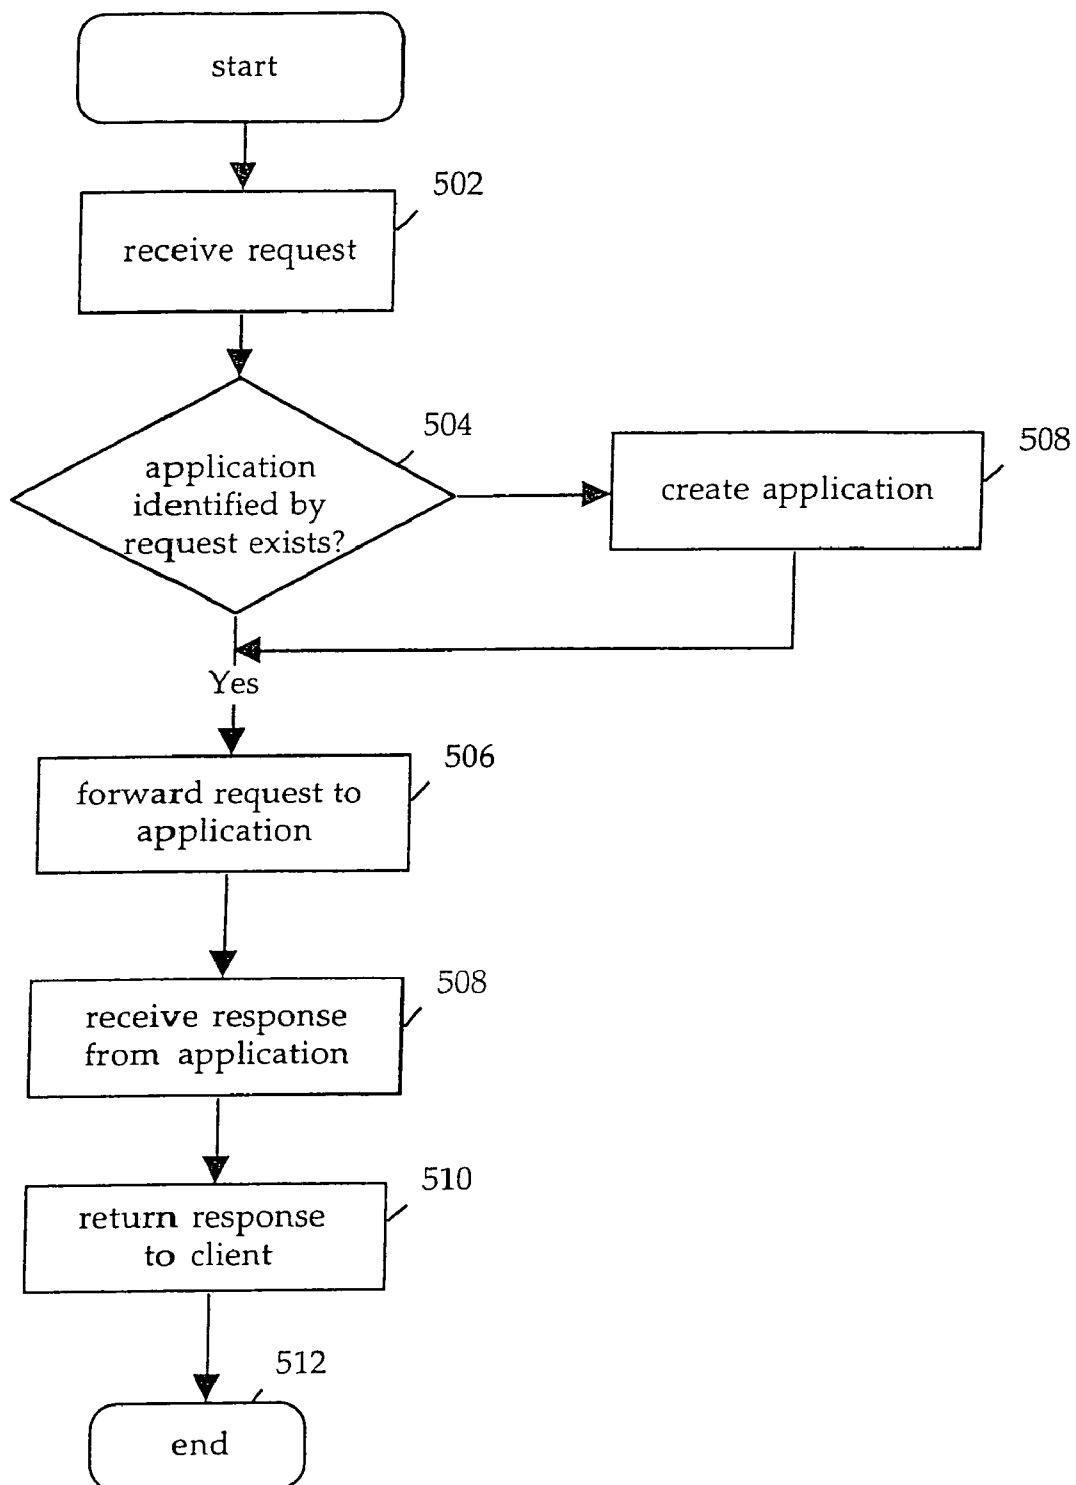 start
502
receive request
504
application
identified by
request exists?
508
create application
Yes
506
forward request to
application
508
receive response
from application
510
return response
to client
512
end